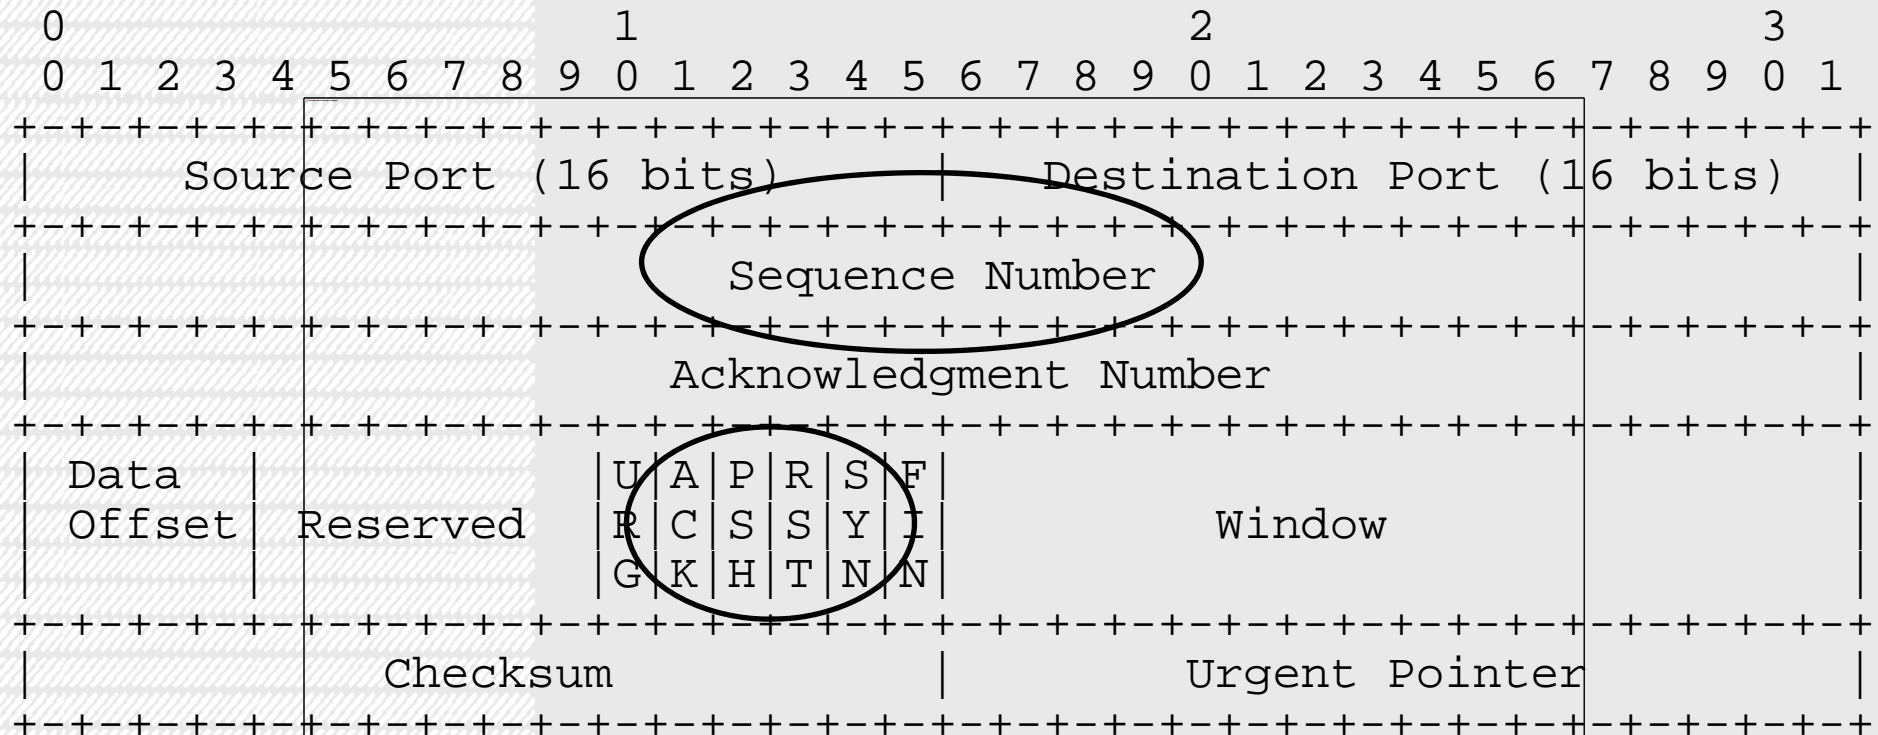 0                   1                   2                   3
 0 1 2 3 4 5 6 7 8 9 0 1 2 3 4 5 6 7 8 9 0 1 2 3 4 5 6 7 8 9 0 1
+-+-+-+-+-+-+-+-+-+-+-+-+-+-+-+-+-+-+-+-+-+-+-+-+-+-+-+-+-+-+-+-+
|     Source Port (16 bits)     |   Destination Port (16 bits)  |
+-+-+-+-+-+-+-+-+-+-+-+-+-+-+-+-+-+-+-+-+-+-+-+-+-+-+-+-+-+-+-+-+
|                        Sequence Number                        |
+-+-+-+-+-+-+-+-+-+-+-+-+-+-+-+-+-+-+-+-+-+-+-+-+-+-+-+-+-+-+-+-+
|                      Acknowledgment Number                    |
+-+-+-+-+-+-+-+-+-+-+-+-+-+-+-+-+-+-+-+-+-+-+-+-+-+-+-+-+-+-+-+-+
| Data  |           |U|A|P|R|S|F|                               |
| Offset| Reserved  |R|C|S|S|Y|I|         Window                |
|       |           |G|K|H|T|N|N|                               |
+-+-+-+-+-+-+-+-+-+-+-+-+-+-+-+-+-+-+-+-+-+-+-+-+-+-+-+-+-+-+-+-+
|            Checksum           |        Urgent Pointer         |
+-+-+-+-+-+-+-+-+-+-+-+-+-+-+-+-+-+-+-+-+-+-+-+-+-+-+-+-+-+-+-+-+